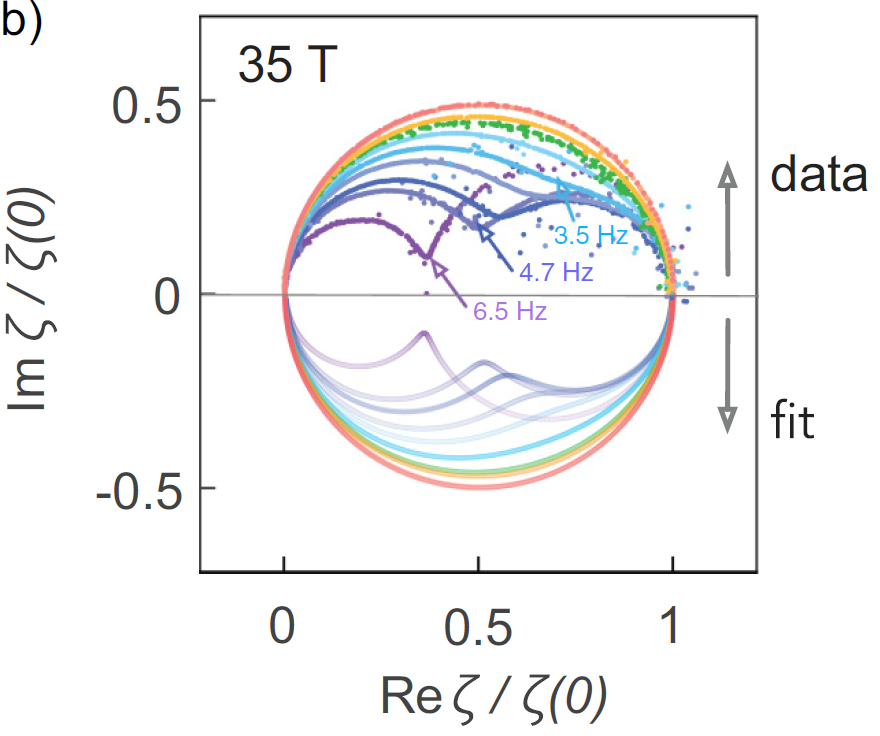 b)
35 T
0.5
0
-0.5
Im ζ / ζ(0)
data
fit
3.5 Hz
4.7 Hz
6.5 Hz
0 0.5 1
Re ζ / ζ(0)